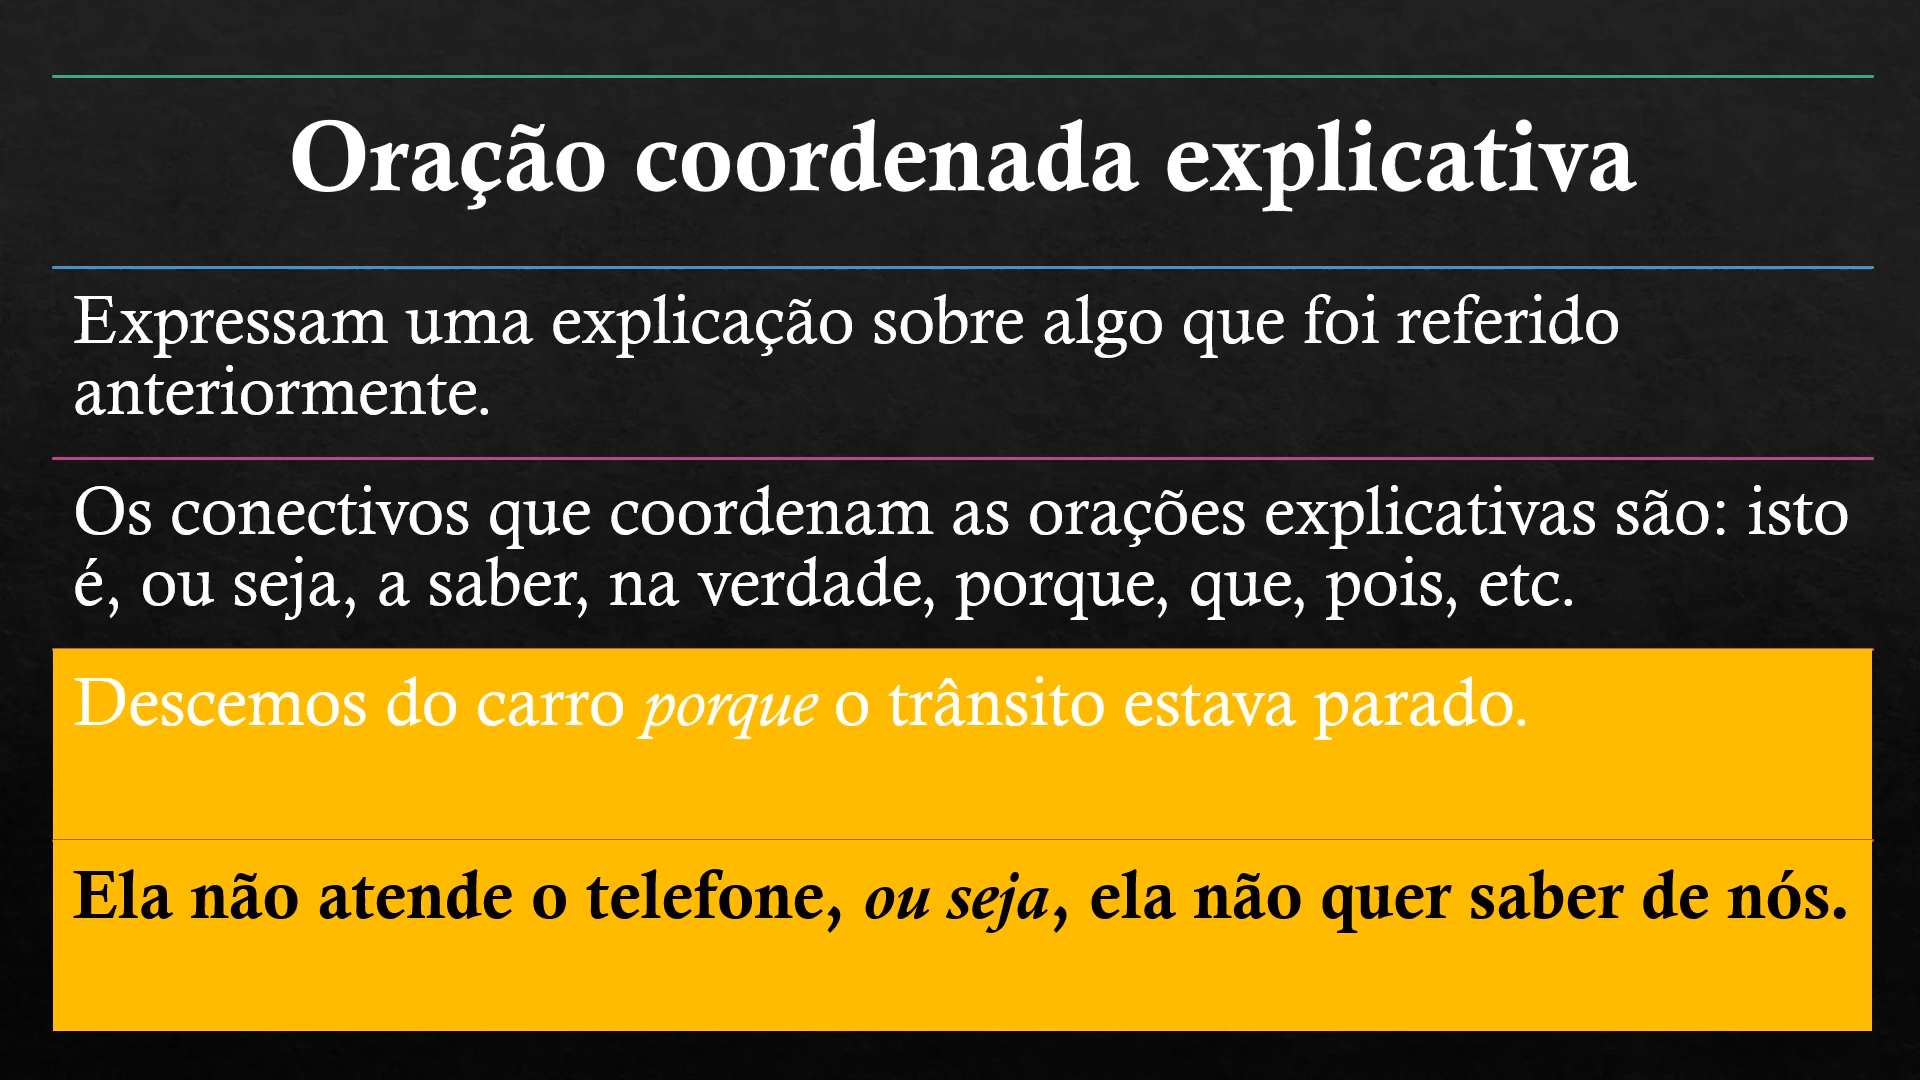 Oração coordenada explicativa
Expressam uma explicação sobre algo que foi referido
anteriormente.
Os conectivos que coordenam as orações explicativas são: isto
é, ou seja, a saber, na verdade, porque, que, pois, etc.
Descemos do carro porque o trânsito estava parado.
Ela não atende o telefone, ou seja, ela não quer saber de nós.